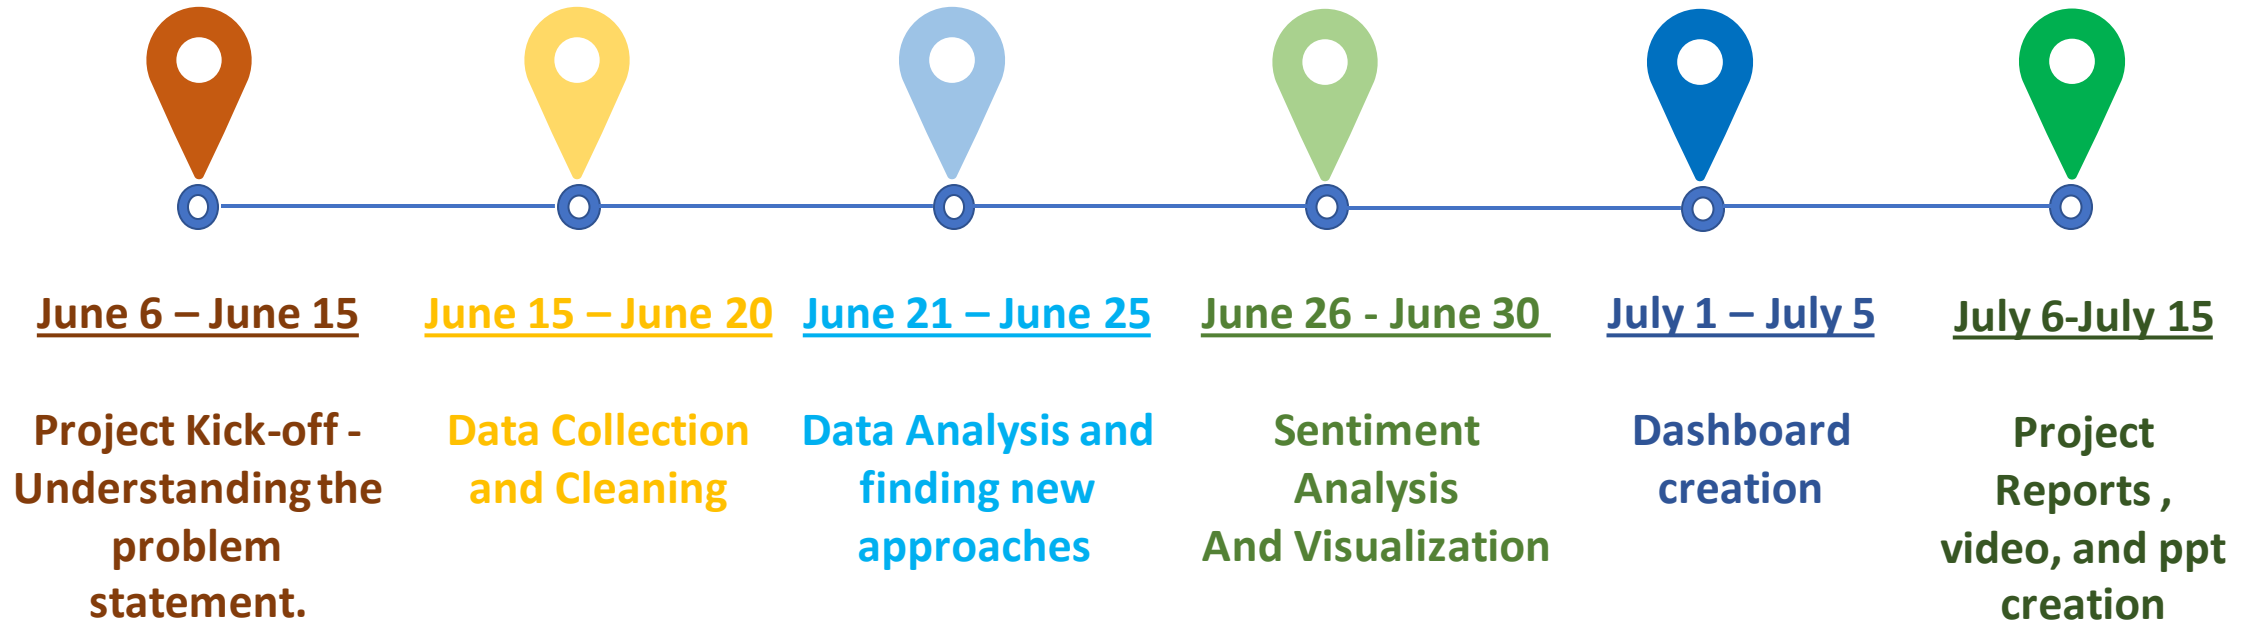 June 6 – June 15
Project Kick-off -
Understanding the
problem
statement.
June 15 – June 20
Data Collection
and Cleaning
June 21 – June 25
Data Analysis and
finding new
approaches
June 26 - June 30
Sentiment
Analysis
And Visualization
July 1 – July 5
Dashboard
creation
July 6-July 15
Project
Reports ,
video, and ppt
creation